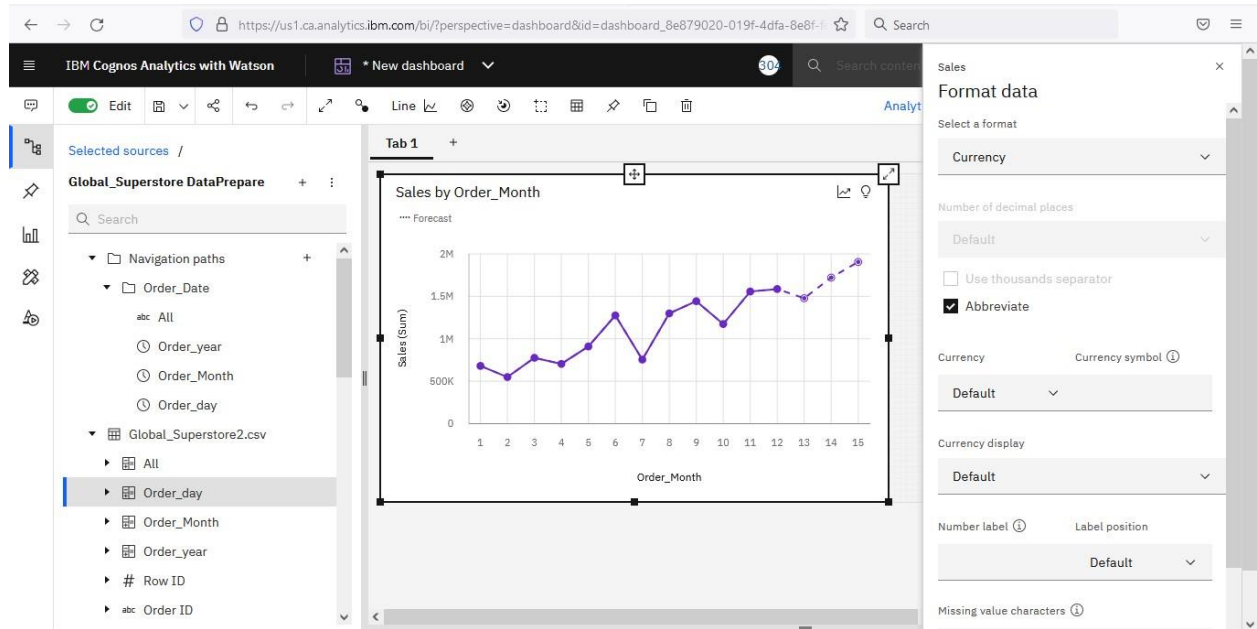 https://us1.ca.analytics.ibm.com/bi/?perspective=dashboard&id=dashboard_8e879020-019f-4dfa-8e8f-
Search
IBM Cognos Analytics with Watson
* New dashboard
304
Search conten
Edit
Line
Analyt
Selected sources /
Global_Superstore DataPrepare
Search
Navigation paths
Order_Date
abc All
Order_year
Order_Month
Order_day
Global_Superstore2.csv
All
Order_day
Order_Month
Order_year
# Row ID
abc Order ID
Tab 1 +
Sales by Order_Month
Forecast
Sales (Sum)
2M
1.5M
1M
500K
0
1 2 3 4 5 6 7 8 9 10 11 12 13 14 15
Order_Month
Sales
Format data
Select a format
Currency
Number of decimal places
Default
Use thousands separator
Abbreviate
Currency Currency symbol
Default
Currency display
Default
Number label Label position
Default
Missing value characters